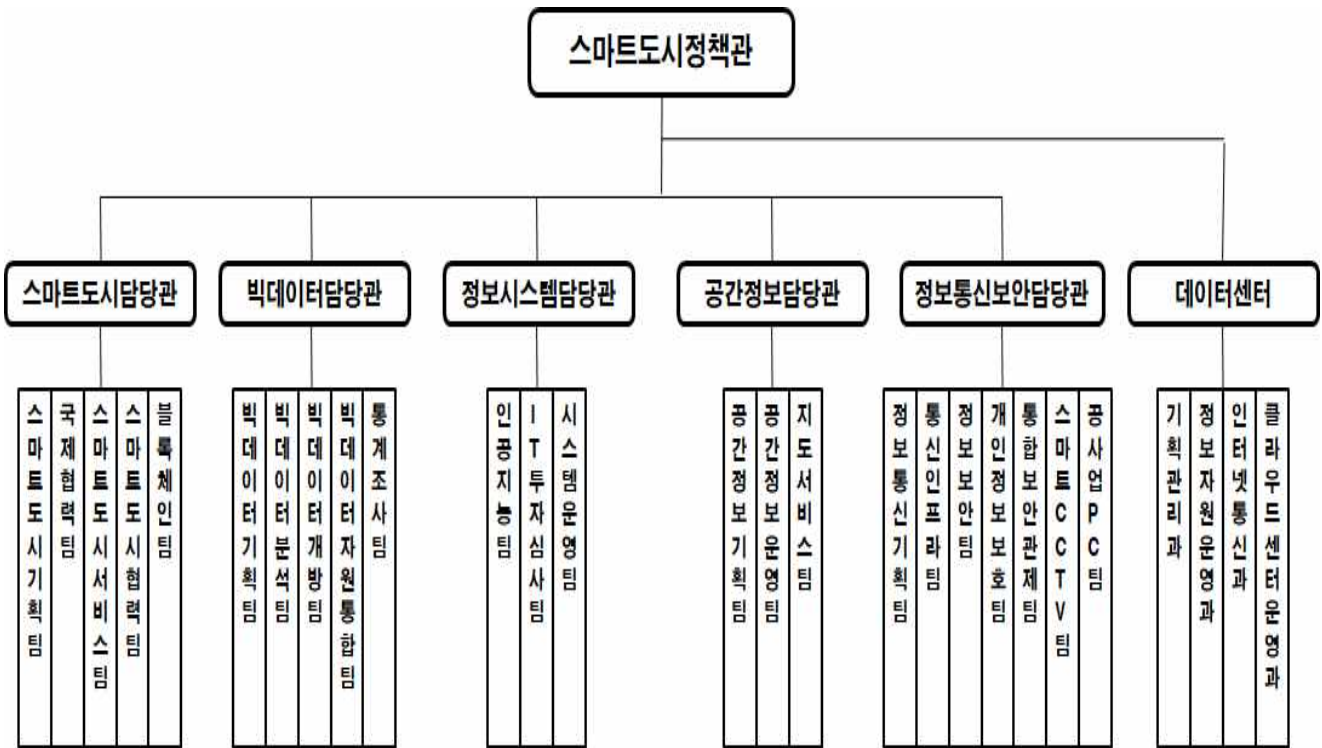 스마트도시정책관
스마트도시담당관
빅데이터담당관
정보시스템담당관
공간정보담당관
정보통신보안담당관
데이터센터
스마트도시기획팀
국제협력팀
스마트도시서비스팀
스마트도시협력팀
블록체인팀
빅데이터기획팀
빅데이터분석팀
빅데이터개방팀
빅데이터자원통합팀
통계조사팀
인공지능팀
IT투자심사팀
시스템운영팀
공간정보기획팀
공간정보운영팀
지도서비스팀
정보통신기획팀
통신인프라팀
정보보안팀
개인정보보호팀
통합보안관제팀
스마트CCTV팀
공사업PC팀
기획관리과
정보자원운영과
인터넷통신과
클라우드센터운영과